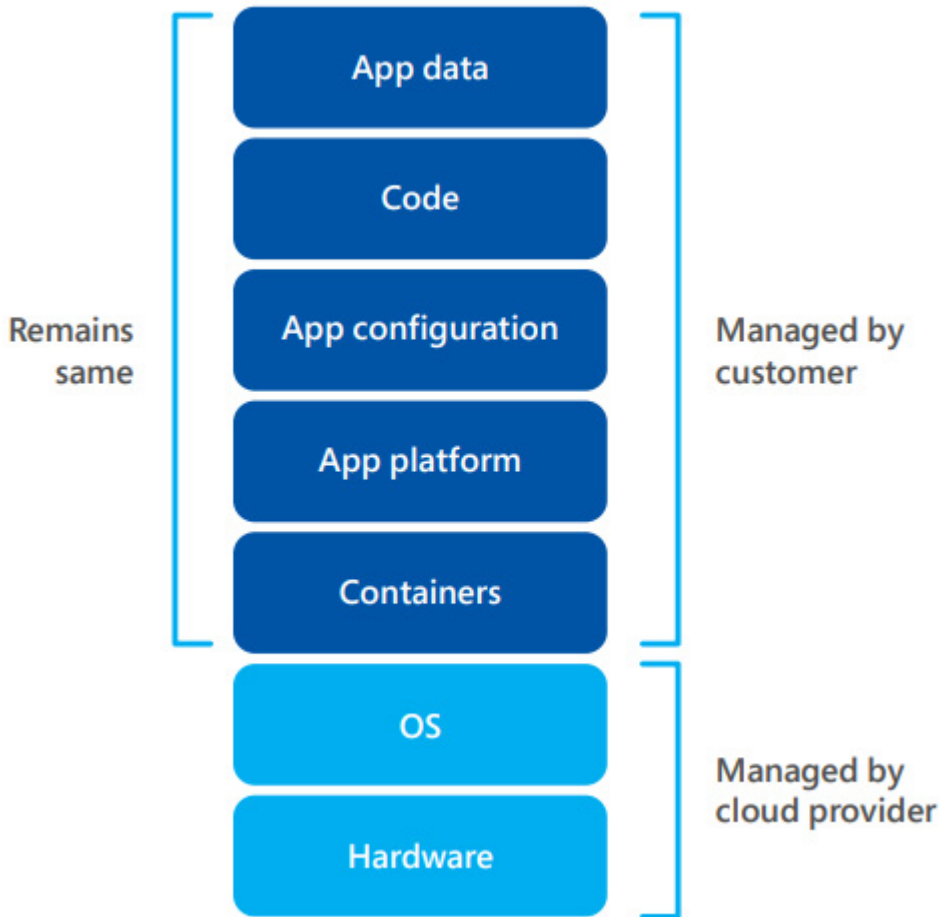 App data
Code
Remains
same
App configuration
Managed by
customer
App platform
Containers
OS
Managed by
cloud provider
Hardware